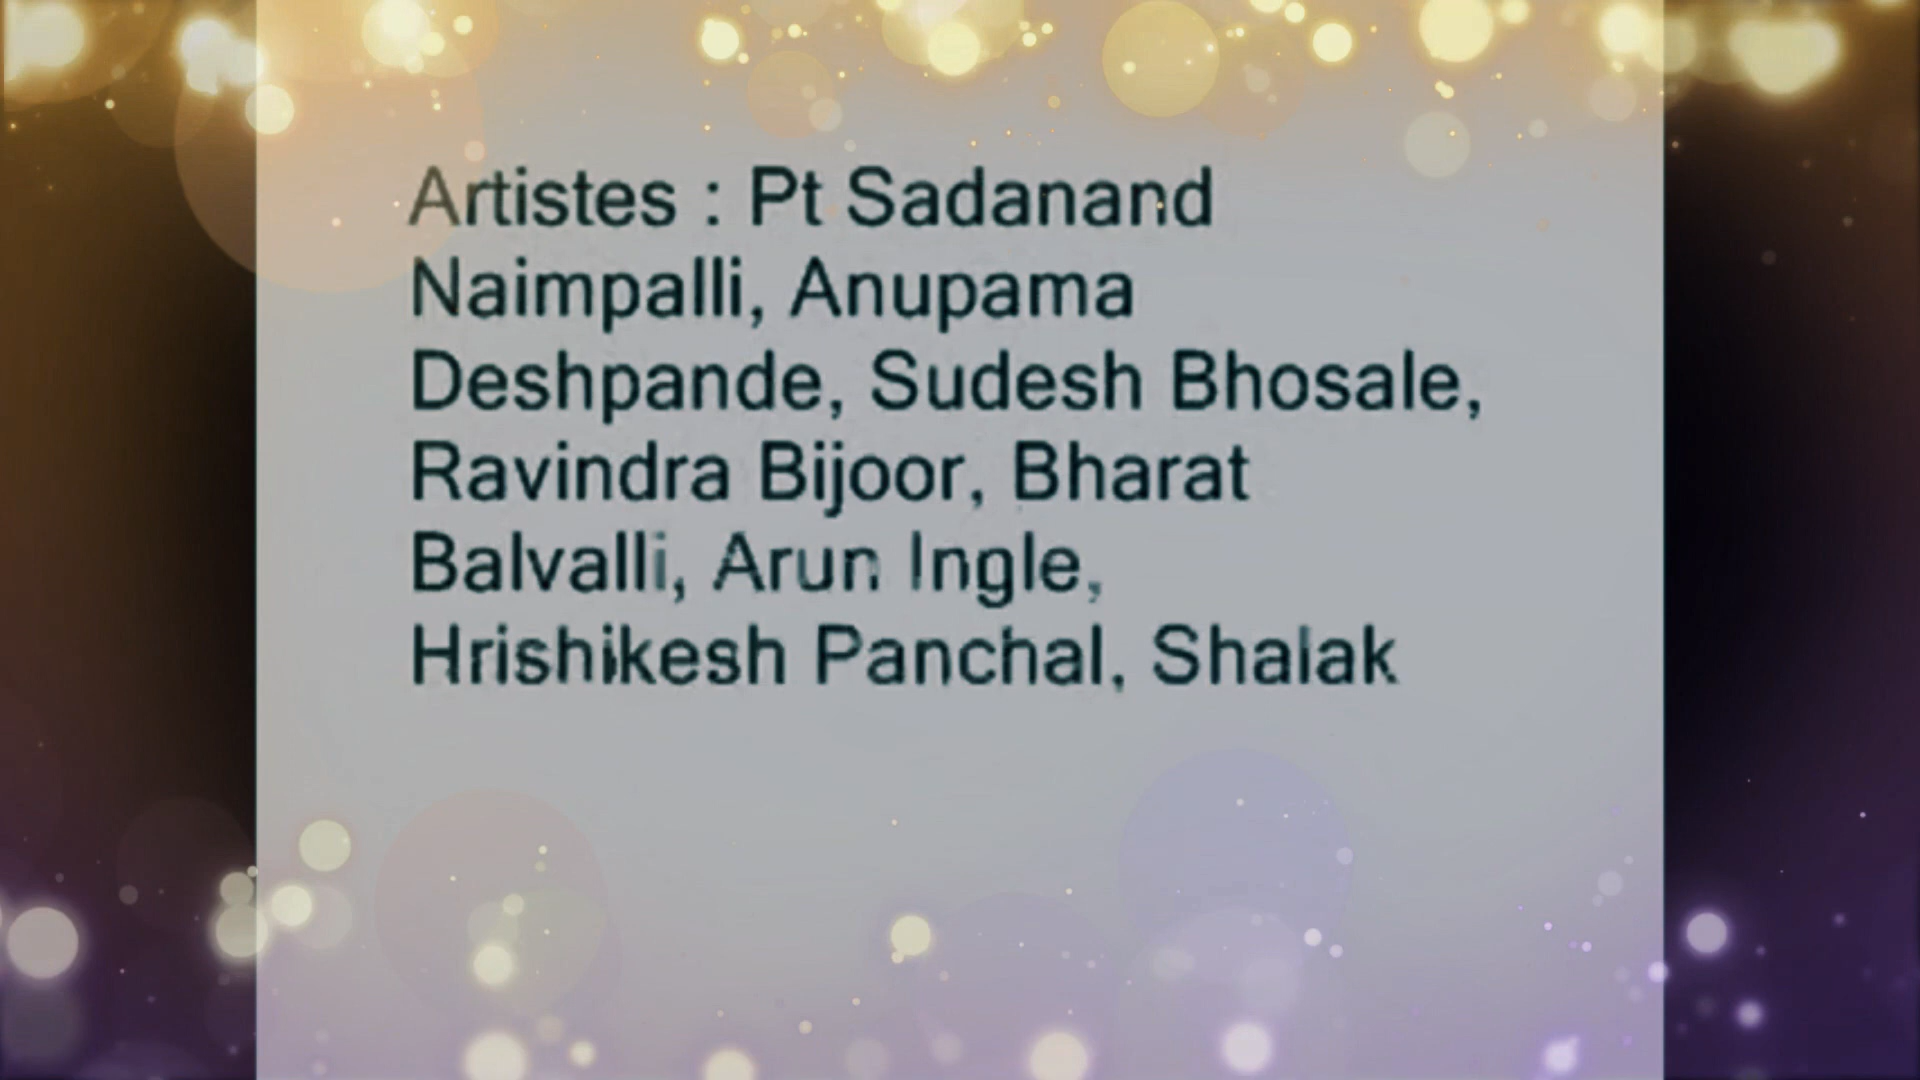 Artistes : Pt Sadanand
Naimpalli, Anupama
Deshpande, Sudesh Bhosale,
Ravindra Bijoor, Bharat
Balvalli, Arun Ingle,
Hrishikesh Panchal, Shalak